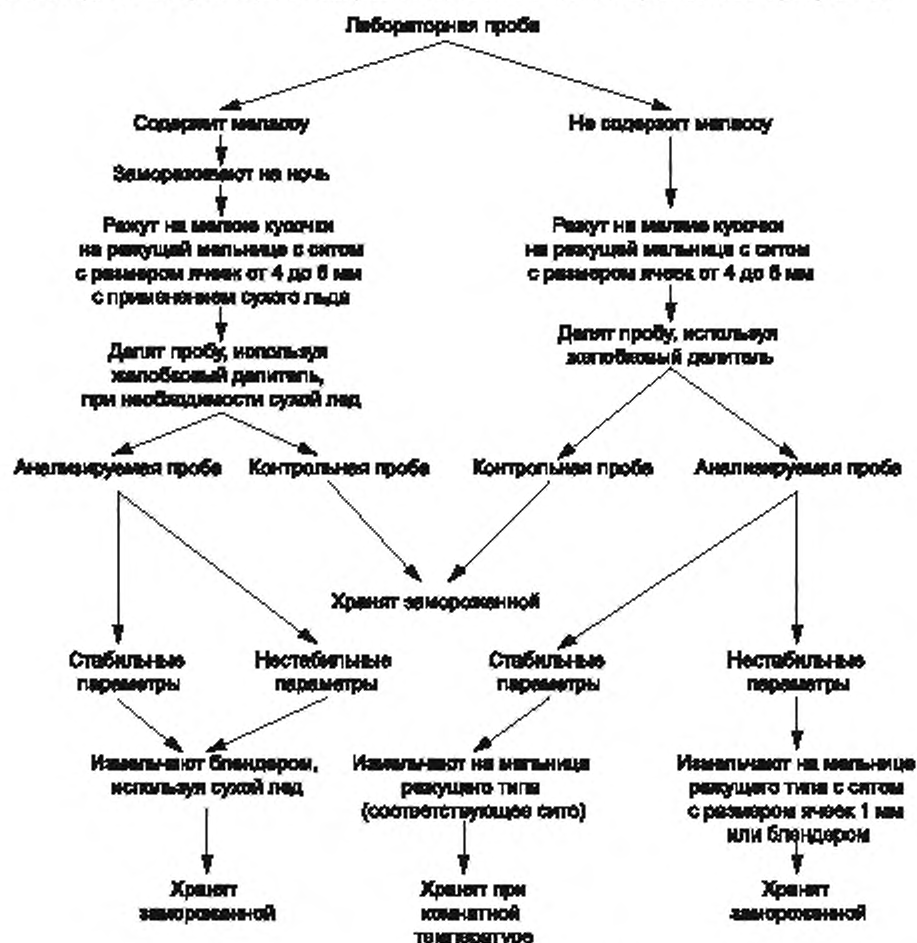 Лабораторная проба
Содержит мелассу
Не содержит мелассу
Замораживают на ночь
Режут на мелкие кусочки
на режущей мельнице с ситом
с размером ячеек от 4 до 6 мм
с применением сухого льда
Режут на мелкие кусочки
на режущей мельнице с ситом
с размером ячеек от 4 до 6 мм
Делят пробу, используя
желобковый делитель,
при необходимости сухой лед
Делят пробу, используя
желобковый делитель
Анализируемая проба
Контрольная проба
Контрольная проба
Анализируемая проба
Хранят замороженной
Стабильные
параметры
Нестабильные
параметры
Стабильные
параметры
Нестабильные
параметры
Измельчают блендером,
используя сухой лед
Измельчают на мельнице
режущего типа
(соответствующее сито)
Измельчают на мельнице
режущего типа с ситом
с размером ячеек 1 мм
или блендером
Хранят
замороженной
Хранят при
комнатной
температуре
Хранят
замороженной